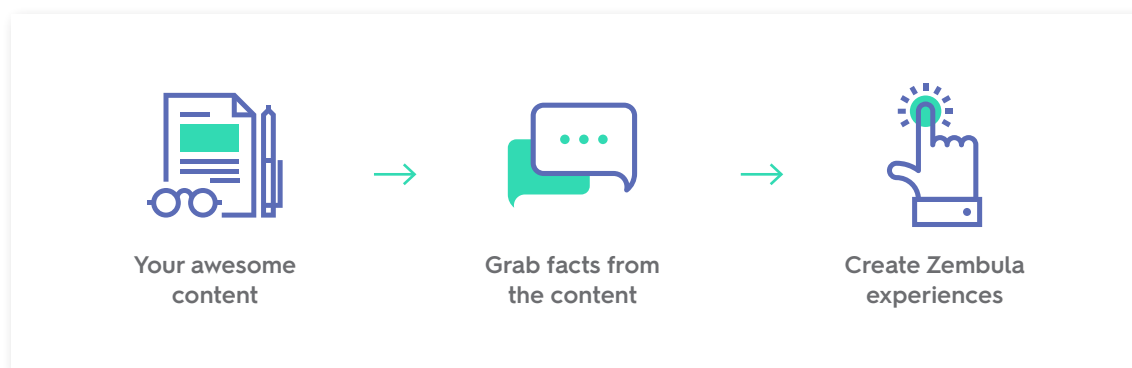 Your awesome
content
Grab facts from
the content
Create Zembula
experiences